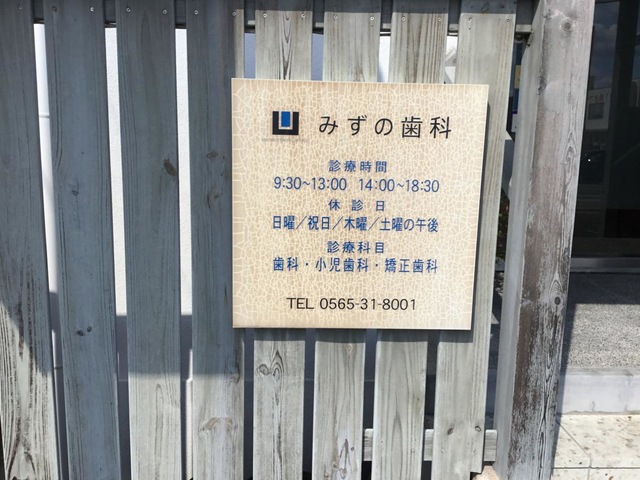 みずの歯科
診療時間
9:30~13:00 14:00~18:30
休診日
日曜／祝日／木曜／土曜の午後
診療科目
歯科・小児歯科・矯正歯科
TEL 0565-31-8001